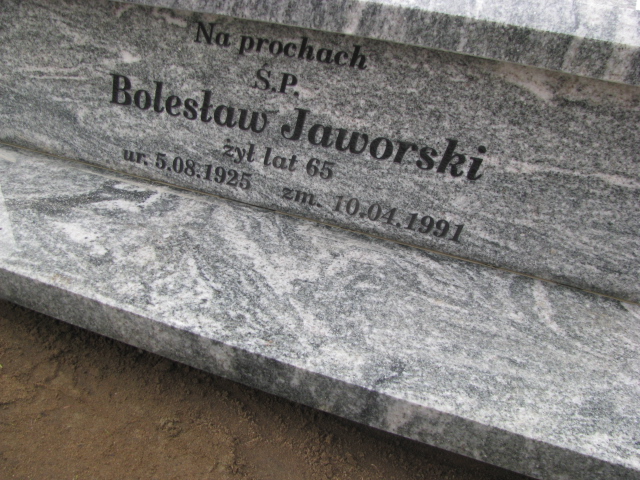 Na prochach
Ś.P.
Bolesław Jaworski
żył lat 65
ur. 5.08.1925 zm. 10.04.1991